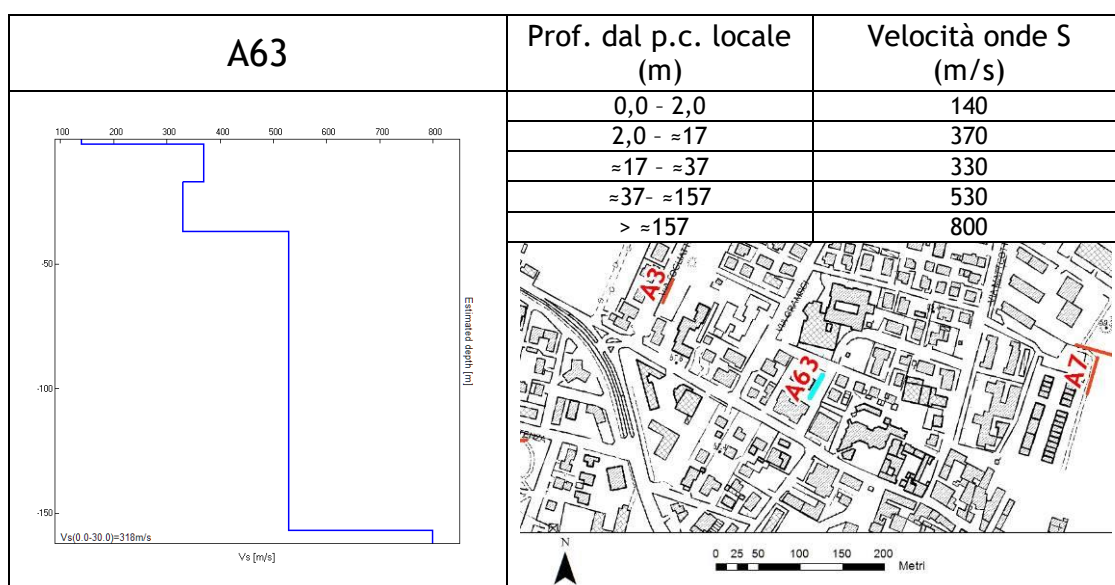 A63
Prof. dal p.c. locale
(m)
Velocità onde S
(m/s)
0,0 – 2,0
140
2,0 – ≈17
370
≈17 – ≈37
330
≈37– ≈157
530
> ≈157
800
100 200 300 400 500 600 700 800
-50
-100
-150
Estimated depth [m]
Vs(0.0-30.0)=318m/s
Vs [m/s]
A3
VIA GRAMSCI
A63
A7
N
0 25 50 100 150 200
Metri